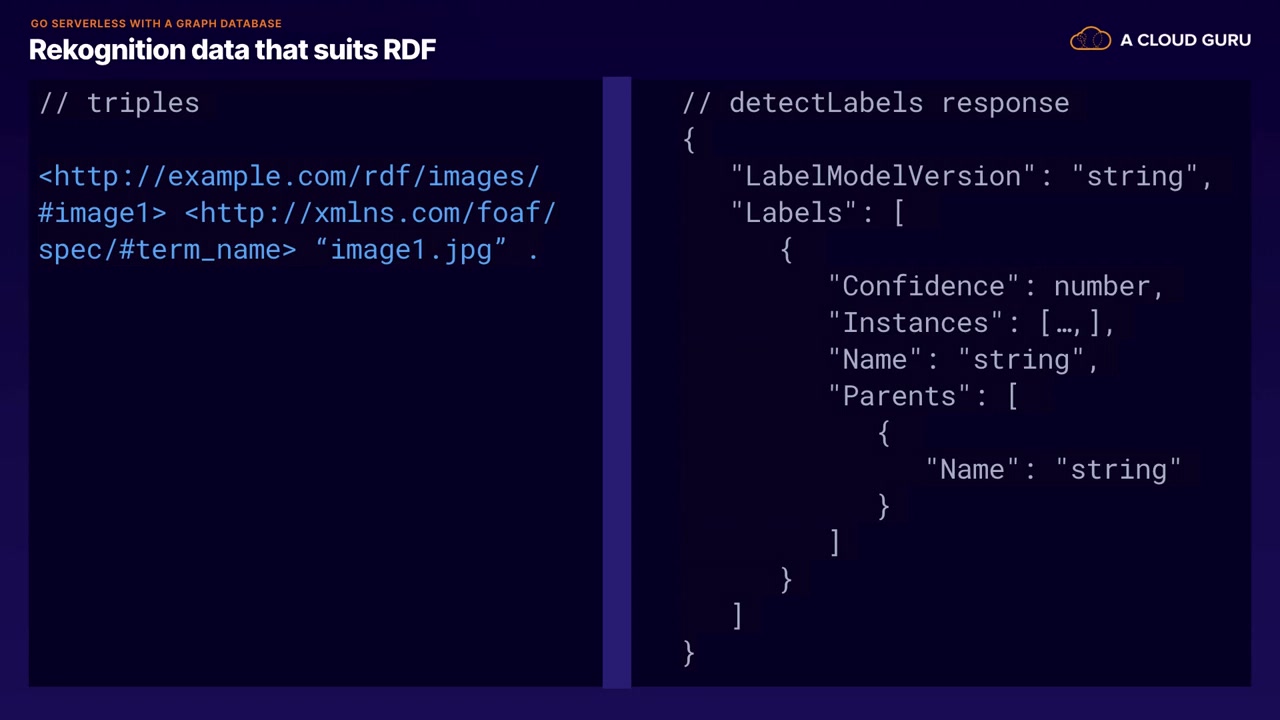 GO SERVERLESS WITH A GRAPH DATABASE
Rekognition data that suits RDF
A CLOUD GURU
// triples
<http://example.com/rdf/images/
#image1> <http://xmlns.com/foaf/
spec/#term_name> “image1.jpg” .
// detectLabels response
{
"LabelModelVersion": "string",
"Labels": [
{
"Confidence": number,
"Instances": […,],
"Name": "string",
"Parents": [
{
"Name": "string"
}
]
}
]
}